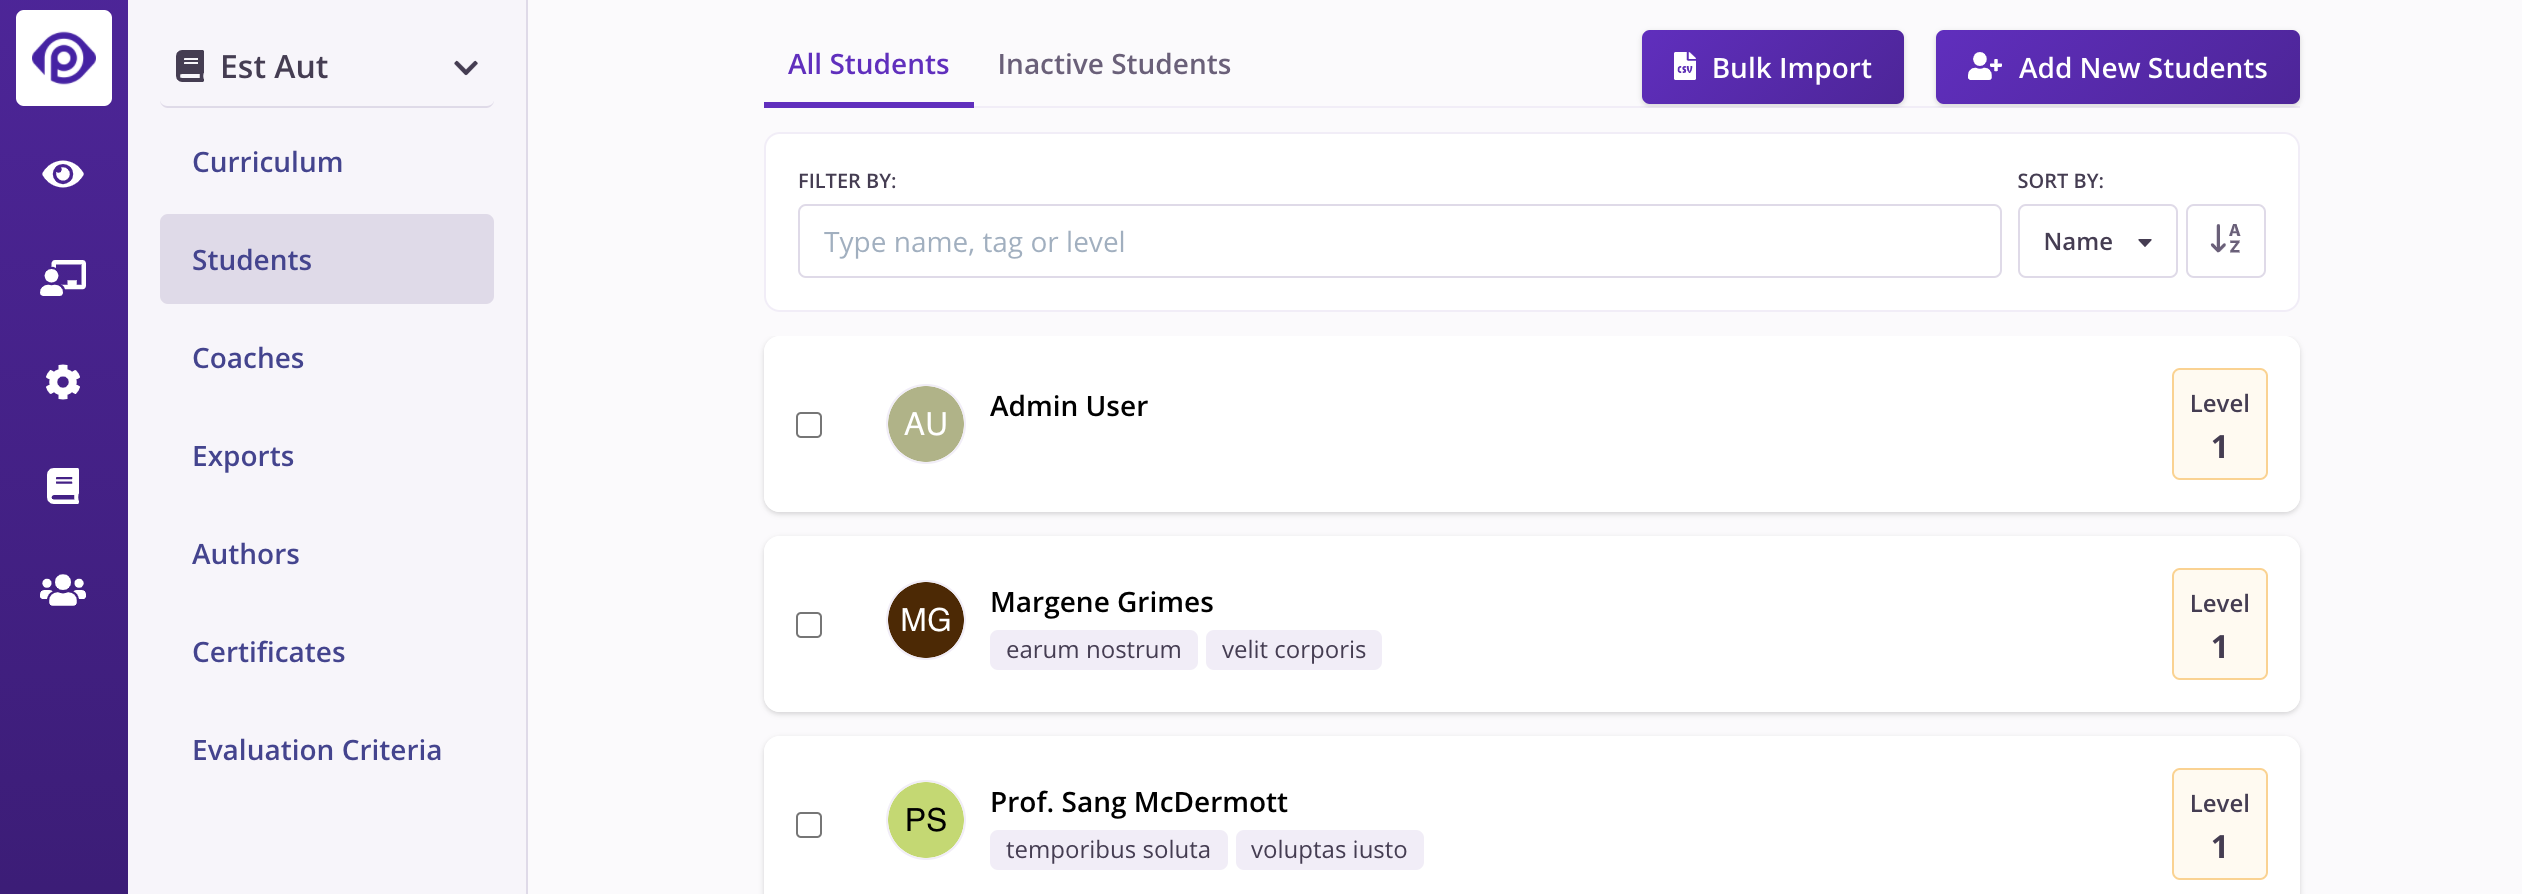 Est Aut
Curriculum
Students
Coaches
Exports
Authors
Certificates
Evaluation Criteria
All Students
Inactive Students
CSV
Bulk Import
Add New Students
FILTER BY:
Type name, tag or level
SORT BY:
Name
A
Z
AU
Admin User
Level
1
MG
Margene Grimes
earum nostrum
velit corporis
Level
1
PS
Prof. Sang McDermott
temporibus soluta
voluptas iusto
Level
1